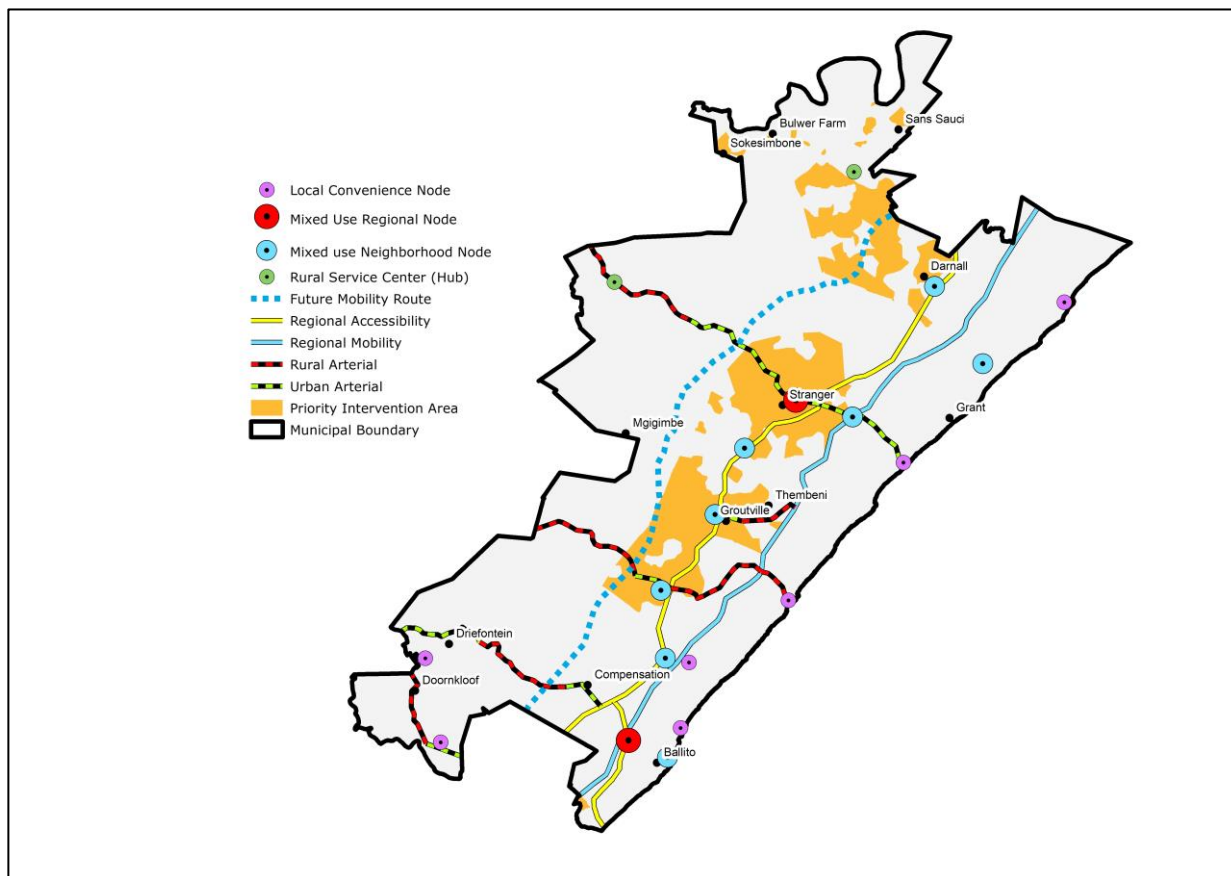 Bulwer Farm
Sans Sauci
Sokesimbone
Local Convenience Node
Mixed Use Regional Node
Mixed use Neighborhood Node
Rural Service Center (Hub)
Future Mobility Route
Regional Accessibility
Regional Mobility
Rural Arterial
Urban Arterial
Priority Intervention Area
Municipal Boundary
Darnall
Stranger
Grant
Mgigimbe
Thembeni
Groutville
Driefontein
Doornkloof
Compensation
Ballito